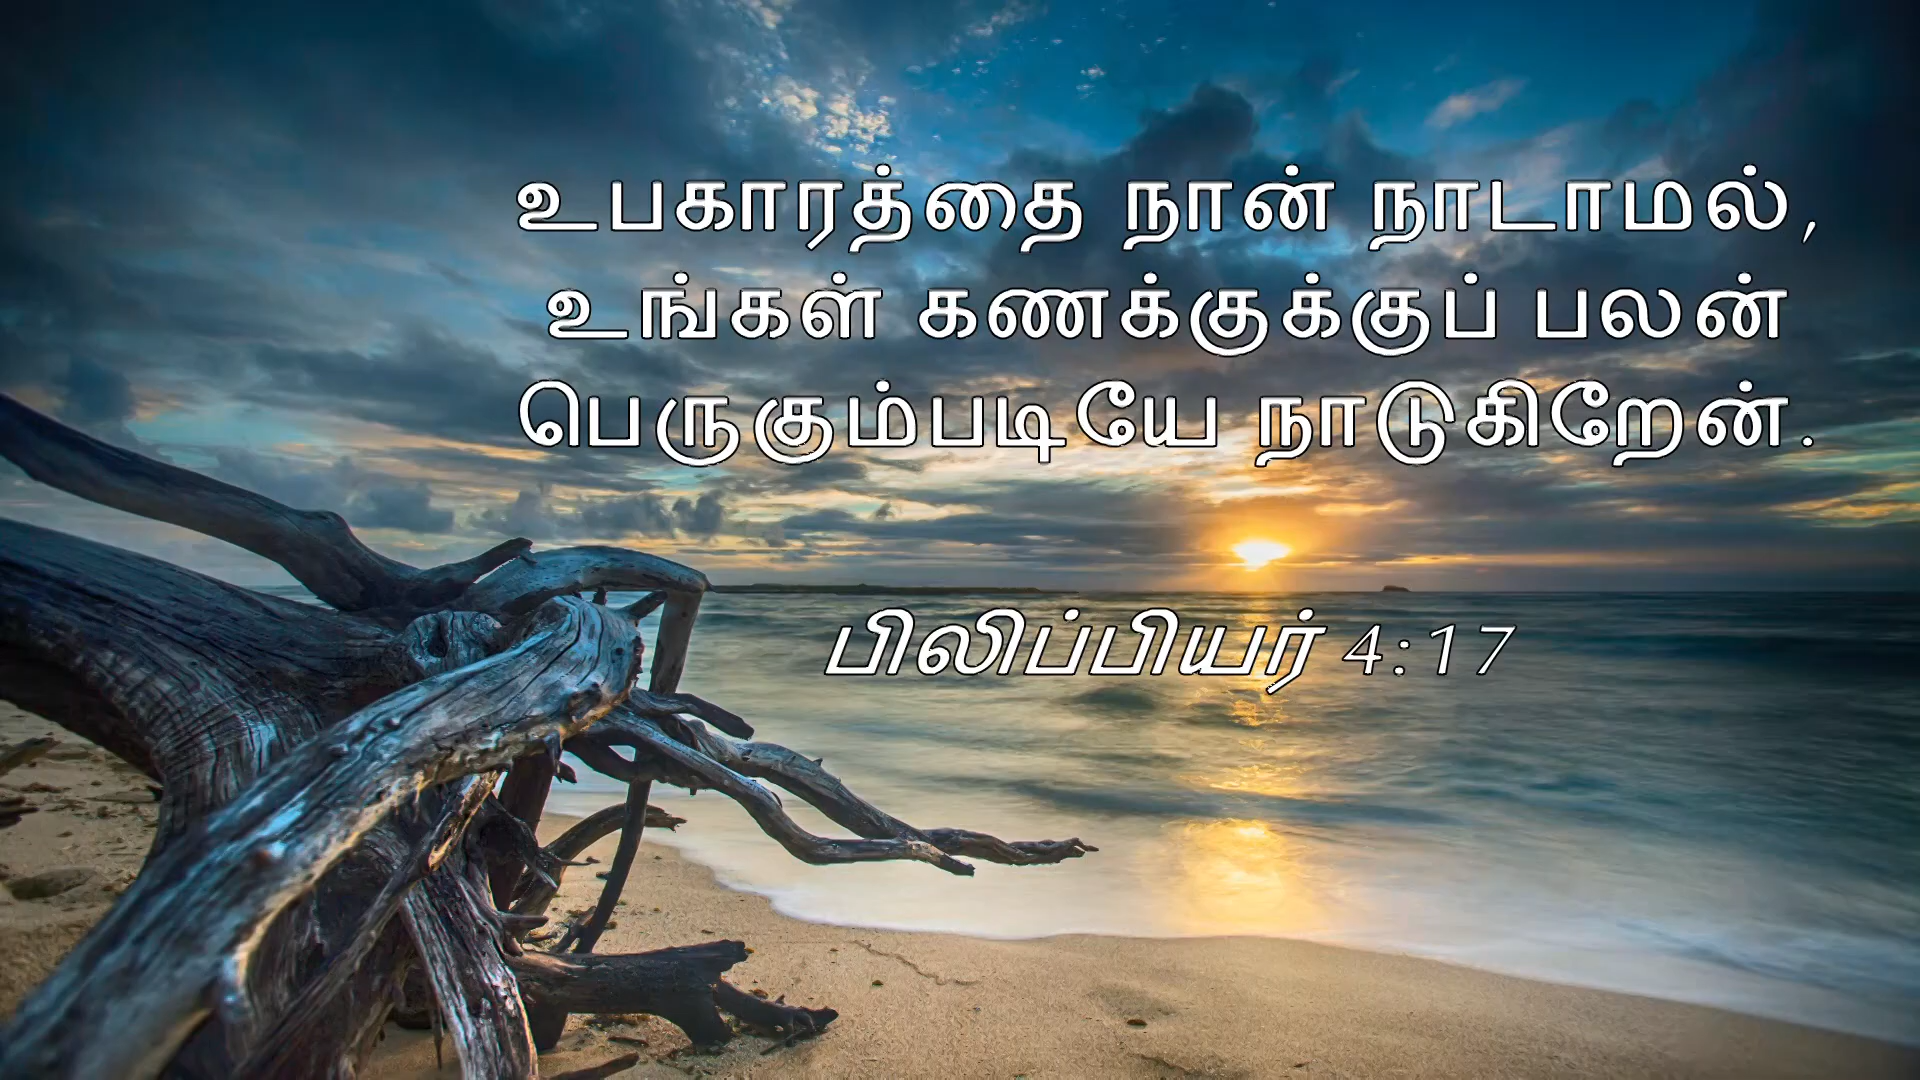 உபகாரத்தை நான் நாடாமல்,
உங்கள் கணக்குக்குப் பலன்
பெருகும்படியே நாடுகிறேன்.
பிலிப்பியர் 4:17